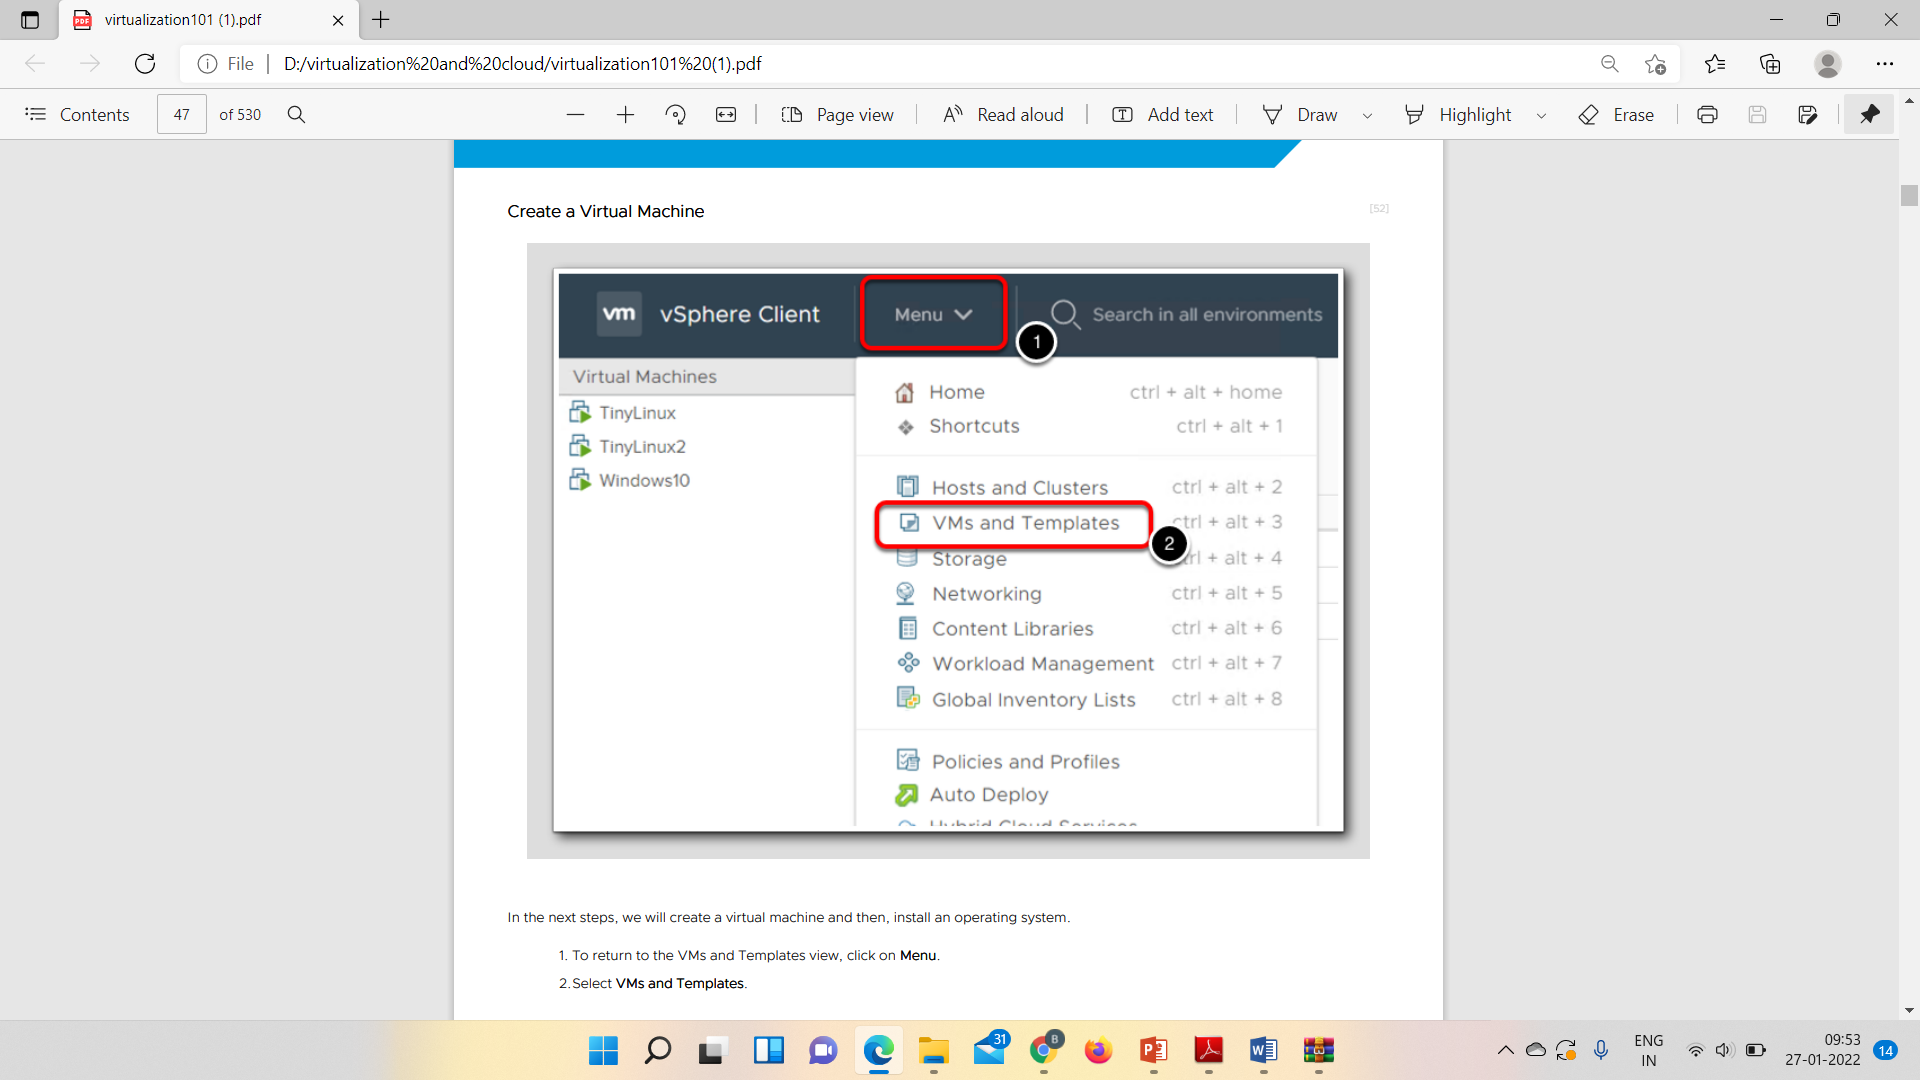 virtualization101 (1).pdf
File
D:/virtualization%20and%20cloud/virtualization101%20(1).pdf
Contents
47
of 530
Page view
Read aloud
Add text
Draw
Highlight
Erase
Create a Virtual Machine
[52]
vm vSphere Client
Menu
Search in all environments
1
Virtual Machines
TinyLinux
TinyLinux2
Windows10
Home ctrl + alt + home
Shortcuts ctrl + alt + 1
Hosts and Clusters ctrl + alt + 2
VMs and Templates ctrl + alt + 3
2
Storage ctrl + alt + 4
Networking ctrl + alt + 5
Content Libraries ctrl + alt + 6
Workload Management ctrl + alt + 7
Global Inventory Lists ctrl + alt + 8
Policies and Profiles
Auto Deploy
Hybrid Cloud Services
In the next steps, we will create a virtual machine and then, install an operating system.
1. To return to the VMs and Templates view, click on Menu.
2. Select VMs and Templates.
31
B
ENG
IN
09:53
27-01-2022
14